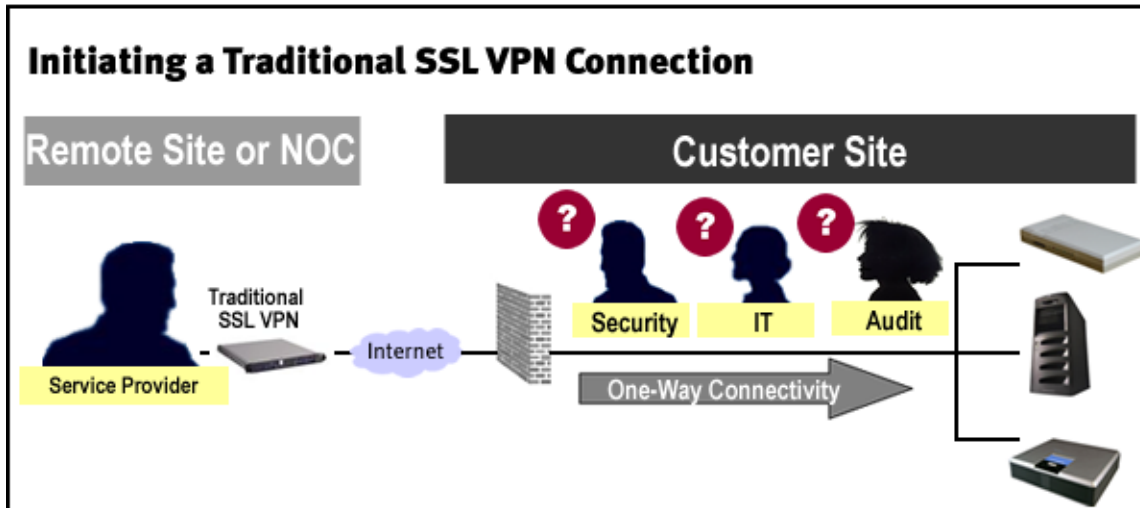 Initiating a Traditional SSL VPN Connection
Remote Site or NOC
Customer Site
?
?
?
Traditional
SSL VPN
Internet
Security
IT
Audit
Service Provider
One-Way Connectivity